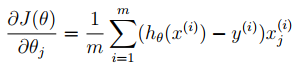 ∂J(θ)/∂θ_j = 1/m ∑_{i=1}^{m} (h_θ(x^{(i)}) − y^{(i)})x_j^{(i)}